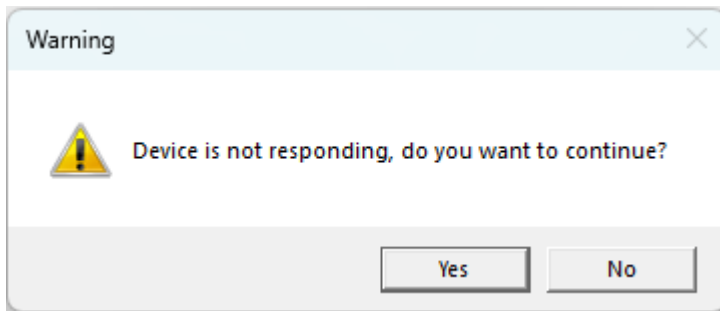 Warning
Device is not responding, do you want to continue?
Yes
No